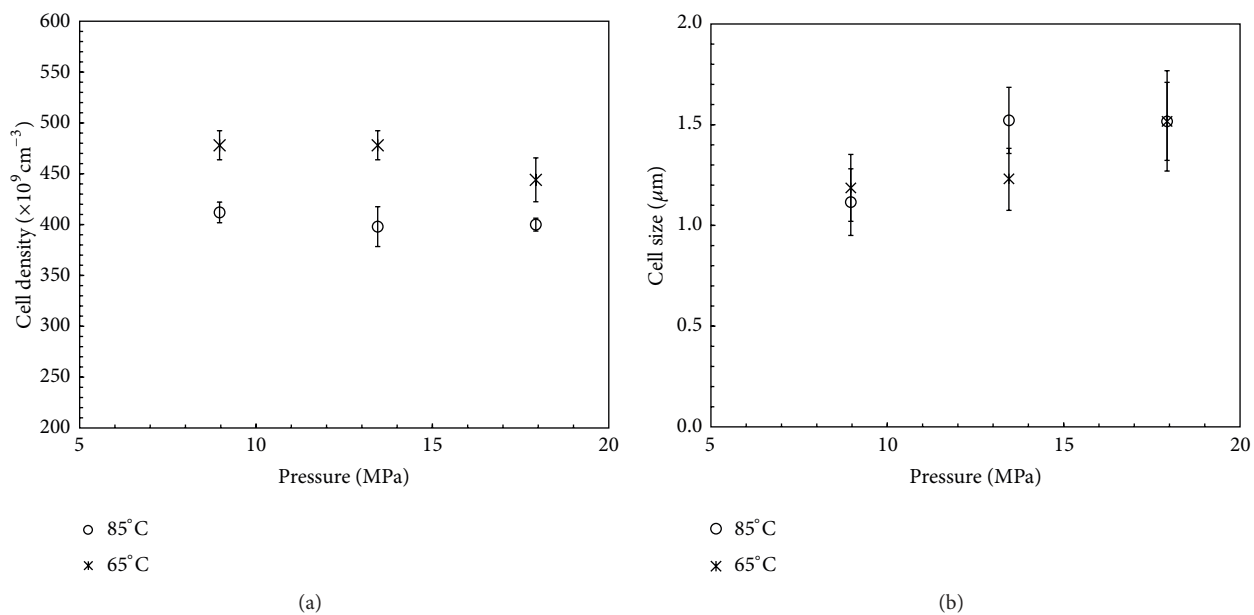 600
550
500
450
400
350
300
250
200
Cell density (×10⁹ cm⁻³)
5
10
15
20
Pressure (MPa)
85°C
65°C
(a)
2.0
1.5
1.0
0.5
0.0
Cell size (μm)
5
10
15
20
Pressure (MPa)
85°C
65°C
(b)